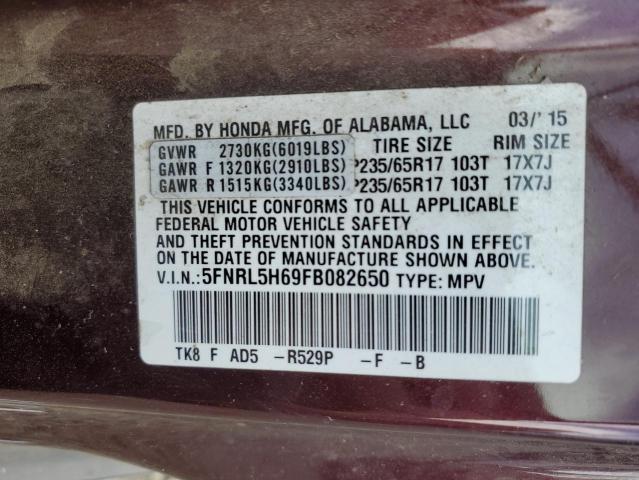 MFD. BY HONDA MFG. OF ALABAMA, LLC 03/'15
GVWR 2730KG(6019LBS) TIRE SIZE RIM SIZE
GAWR F 1320KG(2910LBS) P235/65R17 103T 17X7J
GAWR R 1515KG(3340LBS) P235/65R17 103T 17X7J
THIS VEHICLE CONFORMS TO ALL APPLICABLE
FEDERAL MOTOR VEHICLE SAFETY
AND THEFT PREVENTION STANDARDS IN EFFECT
ON THE DATE OF MANUFACTURE SHOWN ABOVE.
V.I.N.:5FNRL5H69FB082650 TYPE: MPV
TK8 F AD5 -R529P -F -B